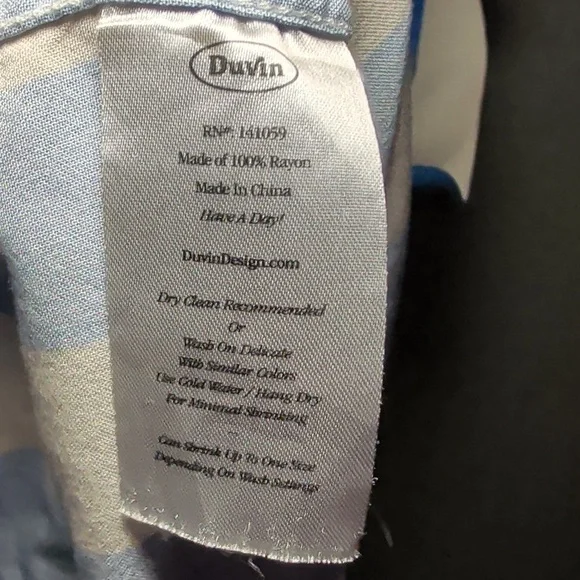 Duvin
RN#: 141059
Made of 100% Rayon
Made In China
Have A Day!
DuvinDesign.com
Dry Clean Recommended
Or
Wash On Delicate
With Similar Colors
Use Cold Water / Hang Dry
For Minimal Shrinking
--
Can Shrink Up To One Size
Depending On Wash Settings